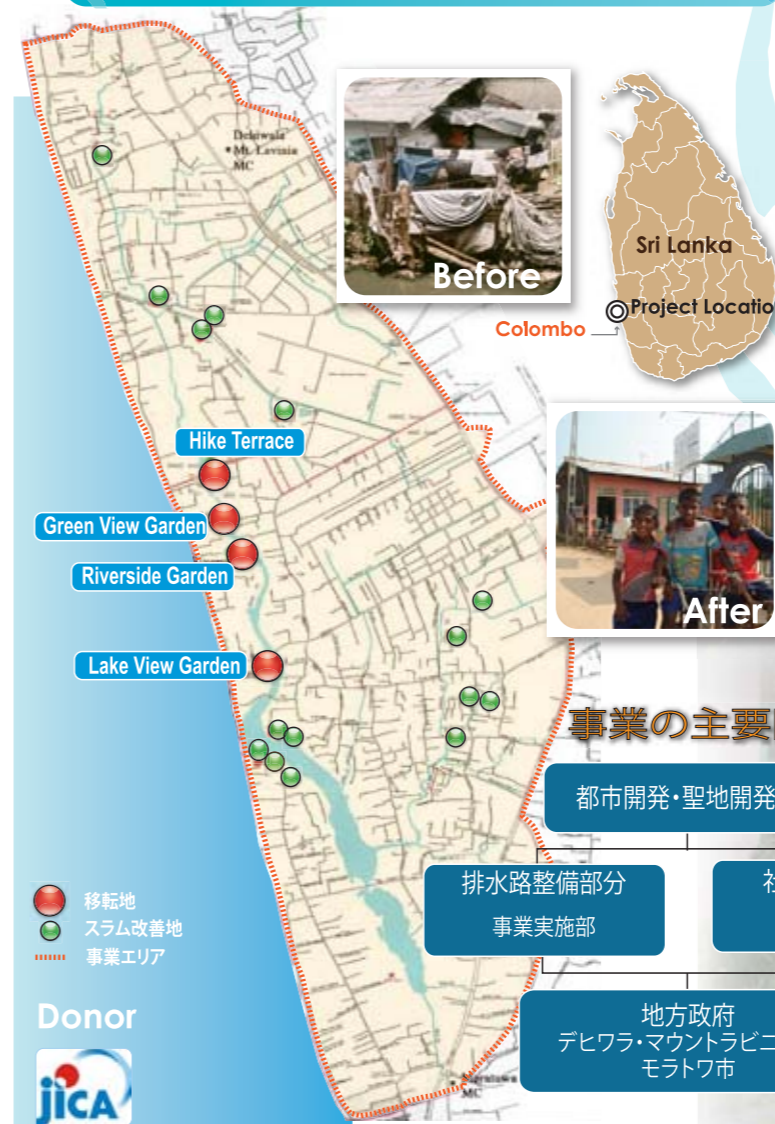 Dehiwala
Mt. Lavinia
MC
Before
Sri Lanka
Project Locatio
Colombo
Hike Terrace
Green View Garden
Riverside Garden
After
Lake View Garden
事業の主要
都市開発・聖地開発
排水路整備部分
事業実施部
社
地方政府
デヒワラ・マウントラビニ
モラトワ市
移転地
スラム改善地
事業エリア
Donor
jICA
MC